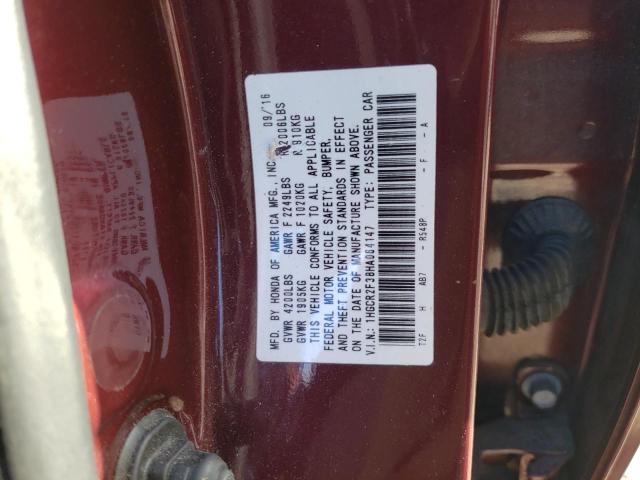 MFD. BY HONDA OF AMERICA MFG., INC. 09/16
GVWR 4200LBS GAWR F 2249LBS R 2006LBS
GVWR 1905KG GAWR F 1020KG R 910KG
THIS VEHICLE CONFORMS TO ALL APPLICABLE
FEDERAL MOTOR VEHICLE SAFETY, BUMPER,
AND THEFT PREVENTION STANDARDS IN EFFECT
ON THE DATE OF MANUFACTURE SHOWN ABOVE.
V.I.N.: 1HGCR2F38HA004147 TYPE: PASSENGER CAR
T2F H AB7 - R548P - F - A